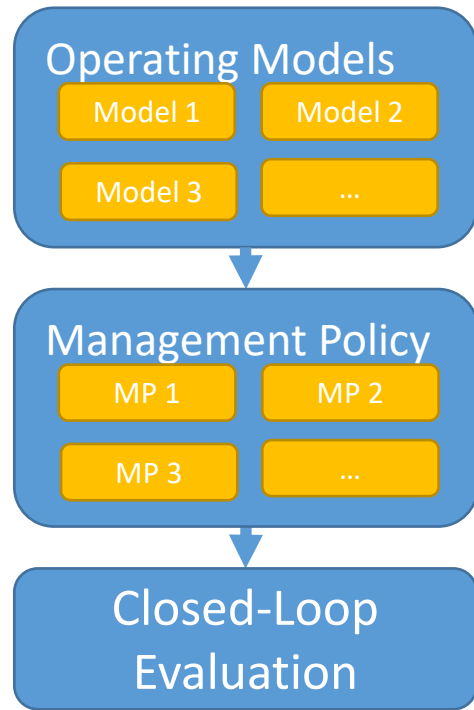 Operating Models
Model 1 Model 2
Model 3 ...
Management Policy
MP 1 MP 2
MP 3 ...
Closed-Loop
Evaluation